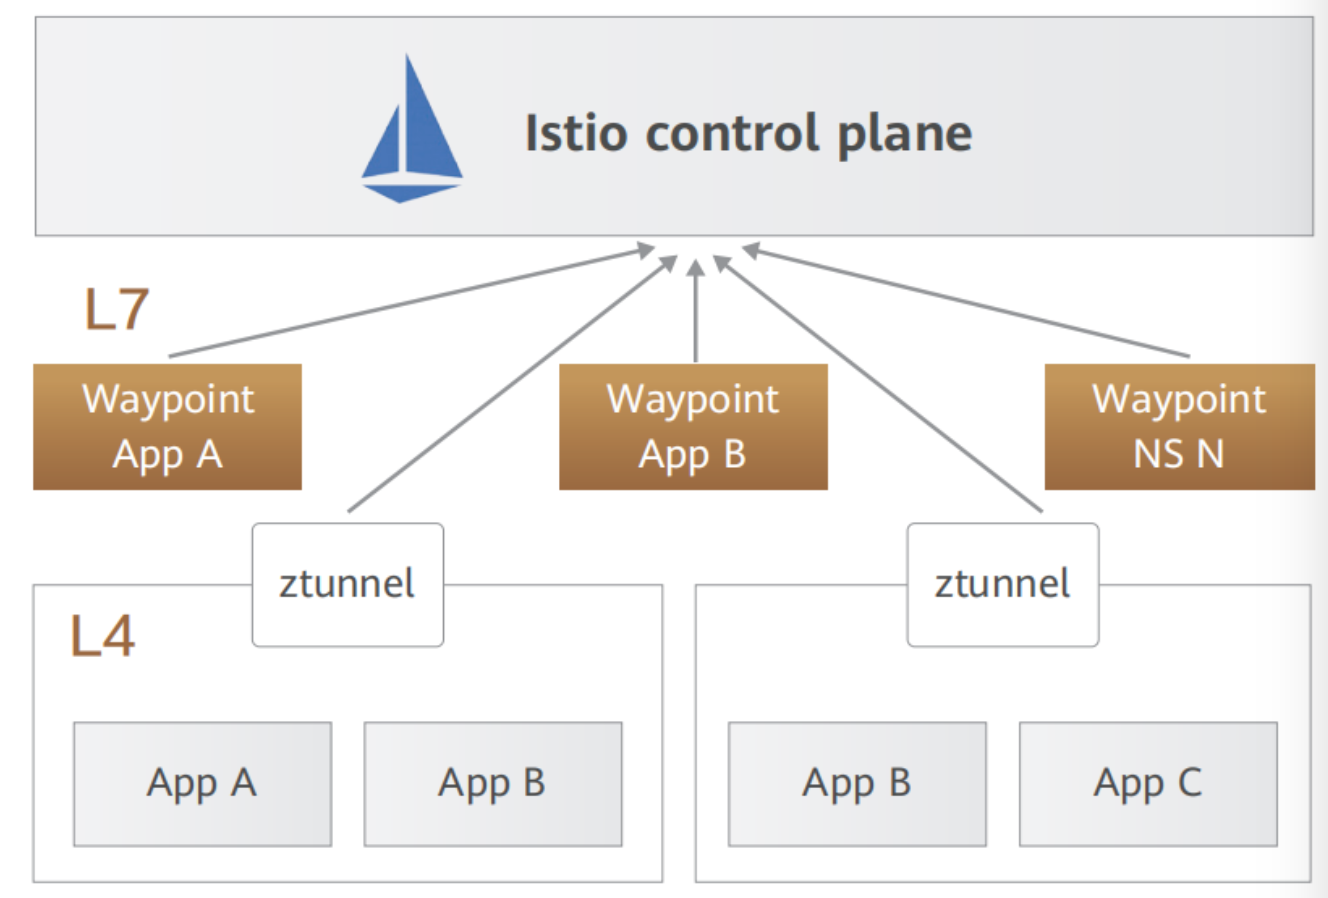 Istio control plane
L7
Waypoint
App A
Waypoint
App B
Waypoint
NS N
ztunnel
ztunnel
L4
App A
App B
App B
App C